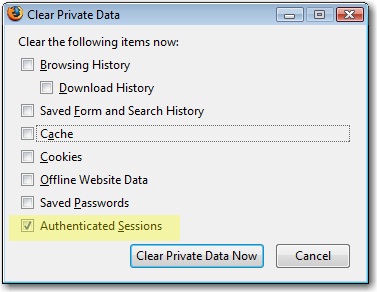 Clear Private Data
Clear the following items now:
Browsing History
Download History
Saved Form and Search History
Cache
Cookies
Offline Website Data
Saved Passwords
Authenticated Sessions
Clear Private Data Now
Cancel